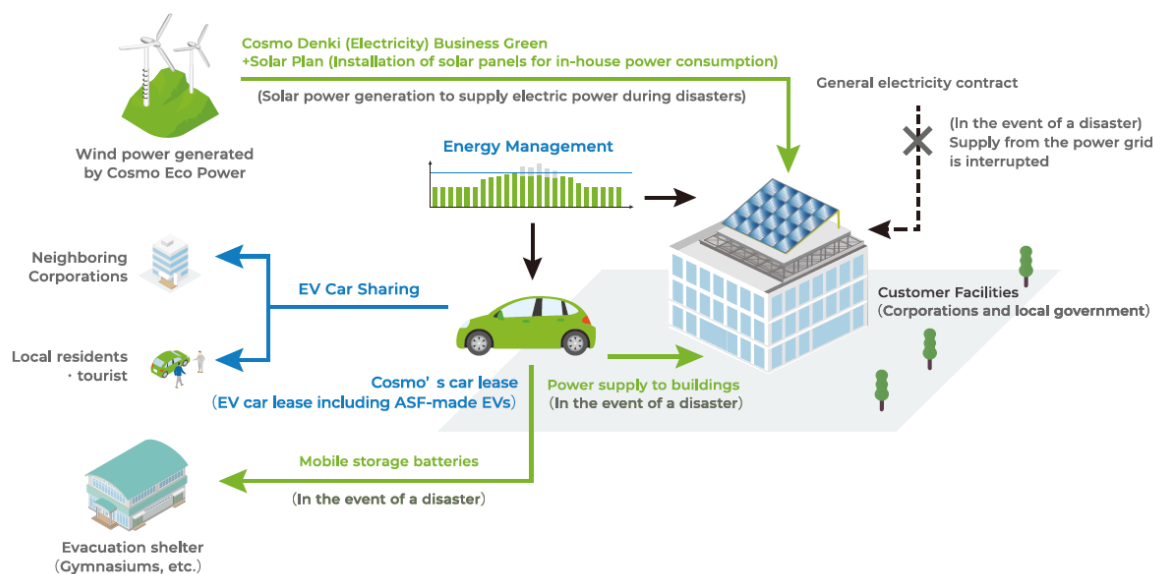 Cosmo Denki (Electricity) Business Green
+Solar Plan (Installation of solar panels for in-house power consumption)
(Solar power generation to supply electric power during disasters)
General electricity contract
(In the event of a disaster)
Supply from the power grid
is interrupted
Wind power generated
by Cosmo Eco Power
Energy Management
Neighboring
Corporations
EV Car Sharing
Customer Facilities
(Corporations and local government)
Local residents
・tourist
Cosmo' s car lease
(EV car lease including ASF-made EVs)
Power supply to buildings
(In the event of a disaster)
Mobile storage batteries
(In the event of a disaster)
Evacuation shelter
(Gymnasiums, etc.)